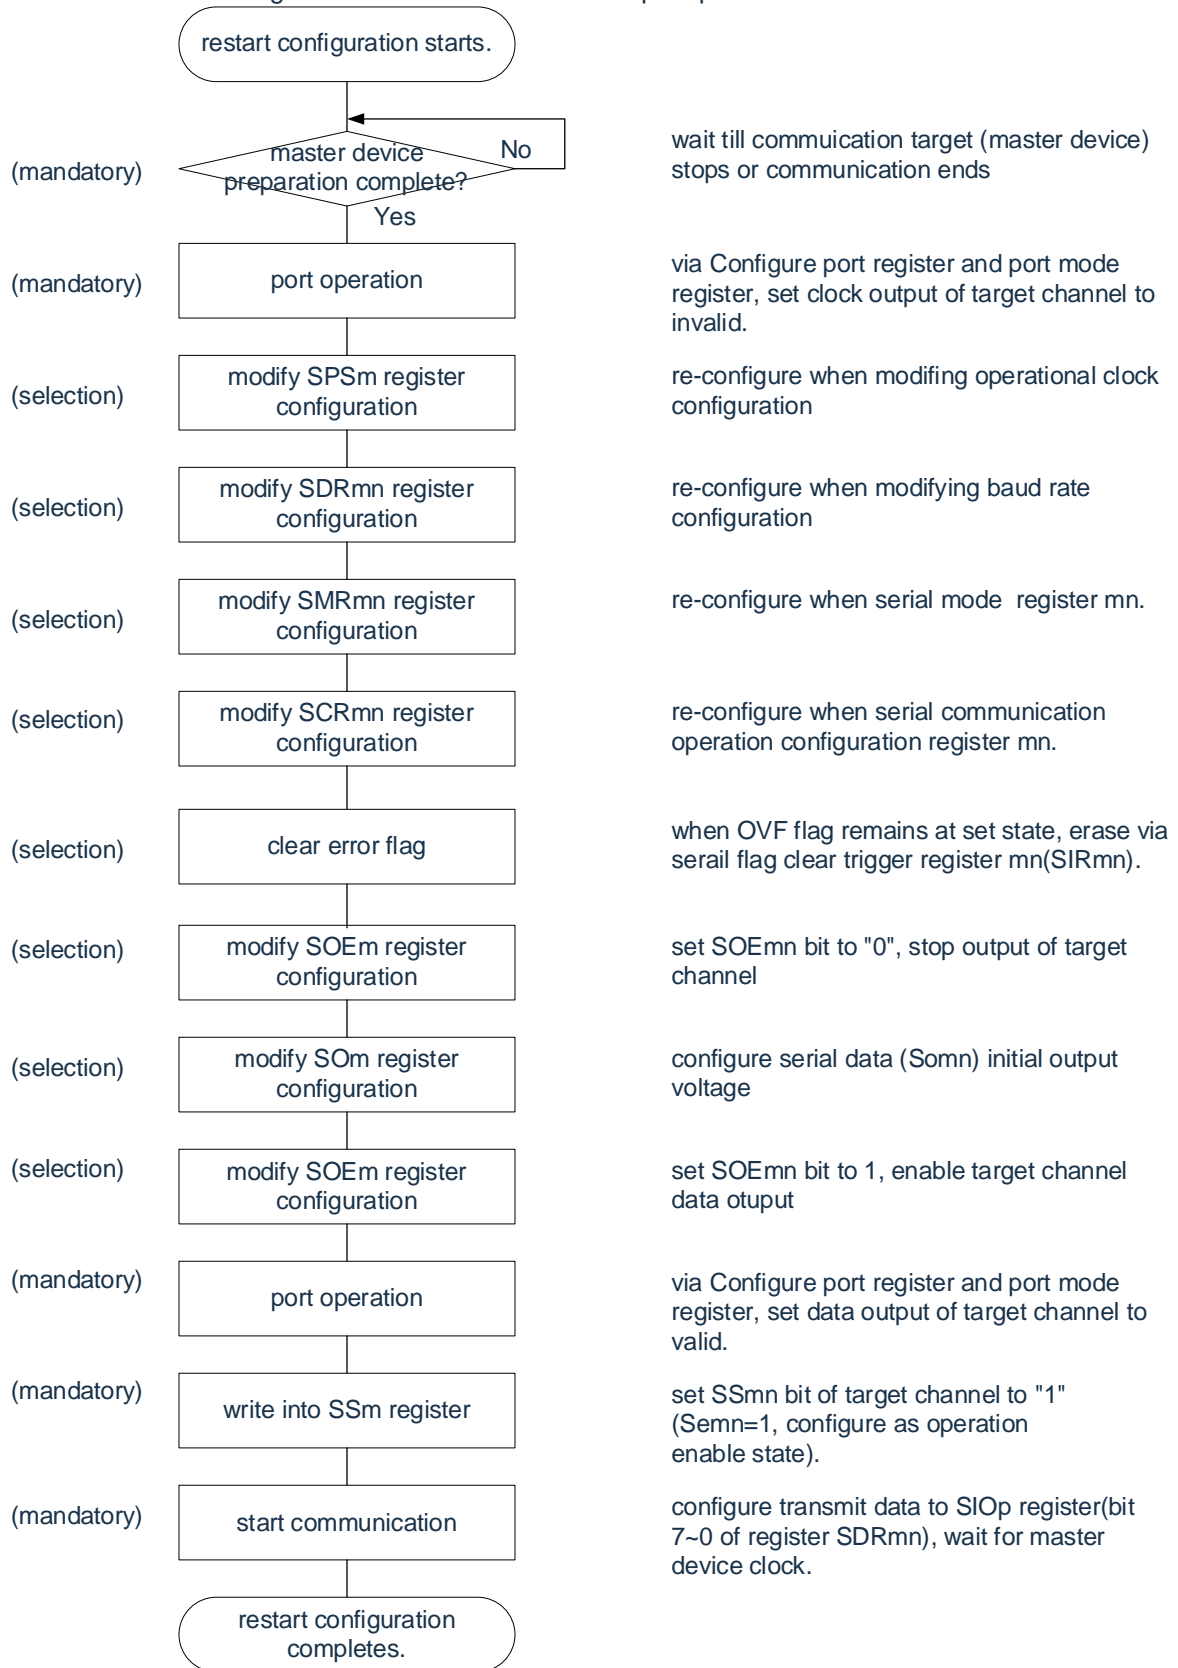 restart configuration starts.
(mandatory)
master device
preparation complete?
No
Yes
wait till commuication target (master device)
stops or communication ends
(mandatory)
port operation
via Configure port register and port mode
register, set clock output of target channel to
invalid.
(selection)
modify SPSm register
configuration
re-configure when modifing operational clock
configuration
(selection)
modify SDRmn register
configuration
re-configure when modifying baud rate
configuration
(selection)
modify SMRmn register
configuration
re-configure when serial mode  register mn.
(selection)
modify SCRmn register
configuration
re-configure when serial communication
operation configuration register mn.
(selection)
clear error flag
when OVF flag remains at set state, erase via
serail flag clear trigger register mn(SIRmn).
(selection)
modify SOEm register
configuration
set SOEmn bit to "0", stop output of target
channel
(selection)
modify SOm register
configuration
configure serial data (Somn) initial output
voltage
(selection)
modify SOEm register
configuration
set SOEmn bit to 1, enable target channel
data otuput
(mandatory)
port operation
via Configure port register and port mode
register, set data output of target channel to
valid.
(mandatory)
write into SSm register
set SSmn bit of target channel to "1"
(Semn=1, configure as operation
enable state).
(mandatory)
start communication
configure transmit data to SIOp register(bit
7~0 of register SDRmn), wait for master
device clock.
restart configuration
completes.